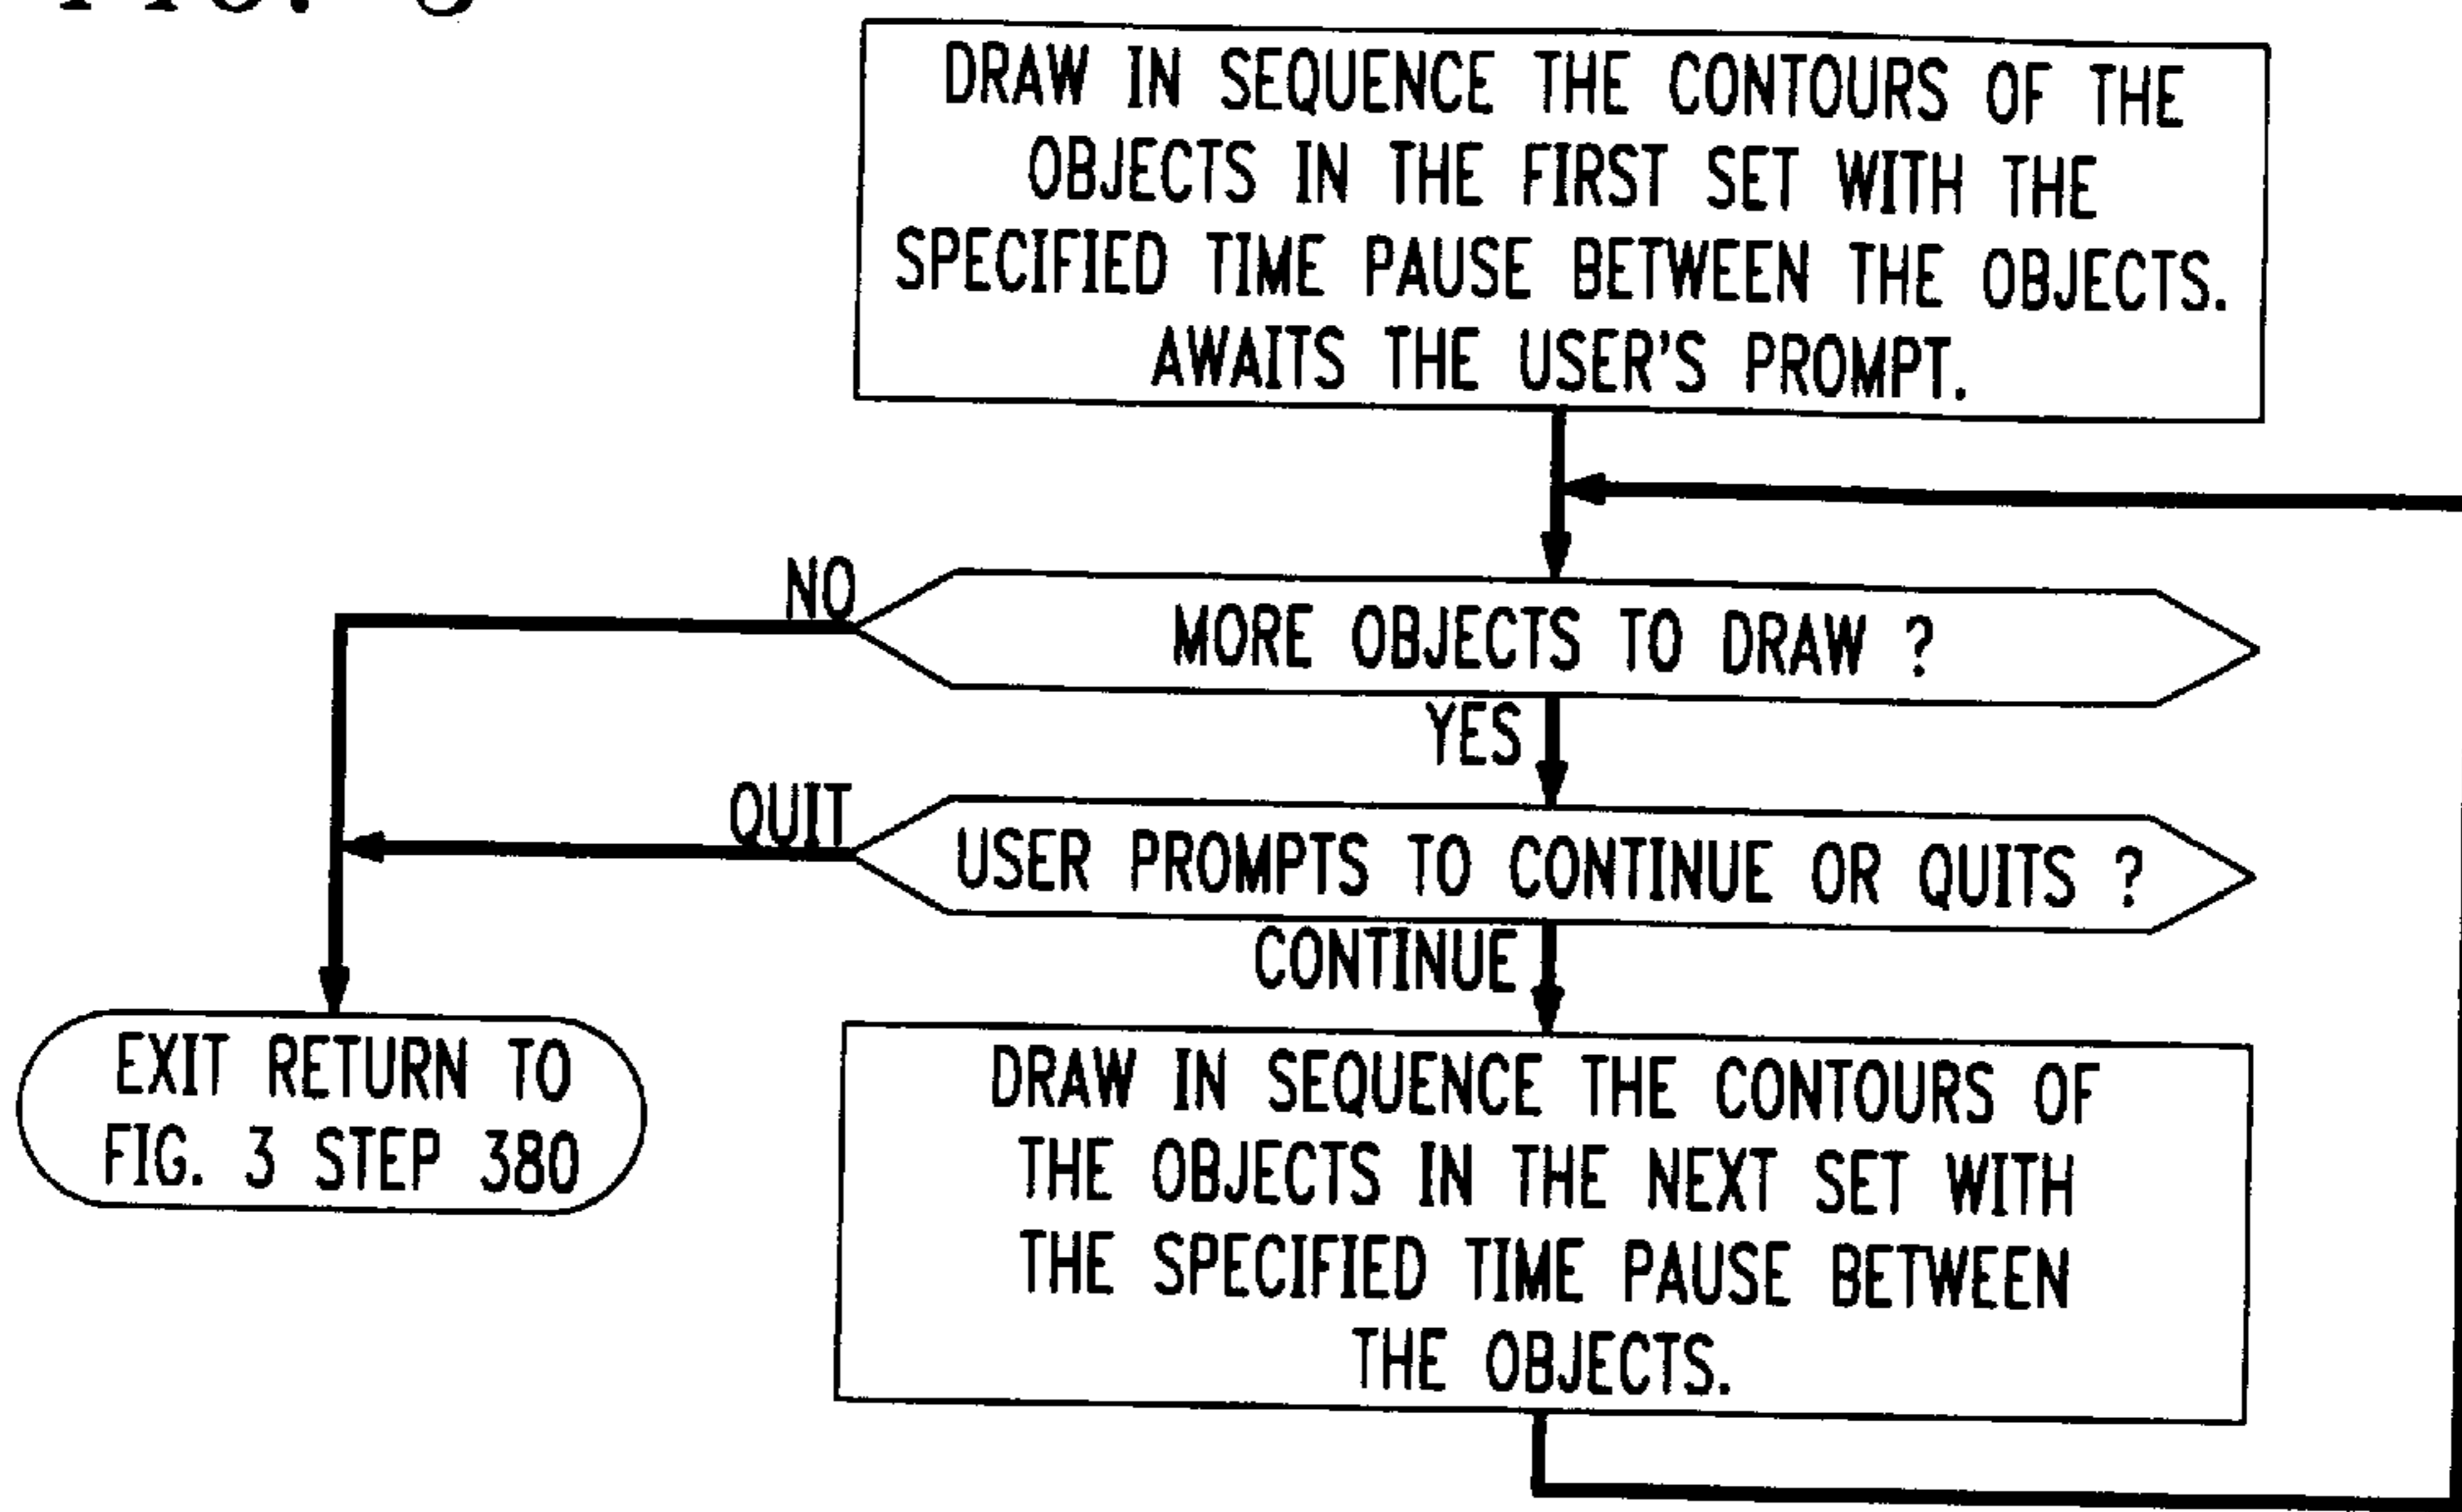 DRAW IN SEQUENCE THE CONTOURS OF THE
OBJECTS IN THE FIRST SET WITH THE
SPECIFIED TIME PAUSE BETWEEN THE OBJECTS.
AWAITS THE USER'S PROMPT.
NO
MORE OBJECTS TO DRAW ?
YES
QUIT
USER PROMPTS TO CONTINUE OR QUITS ?
CONTINUE
EXIT RETURN TO
FIG. 3 STEP 380
DRAW IN SEQUENCE THE CONTOURS OF
THE OBJECTS IN THE NEXT SET WITH
THE SPECIFIED TIME PAUSE BETWEEN
THE OBJECTS.